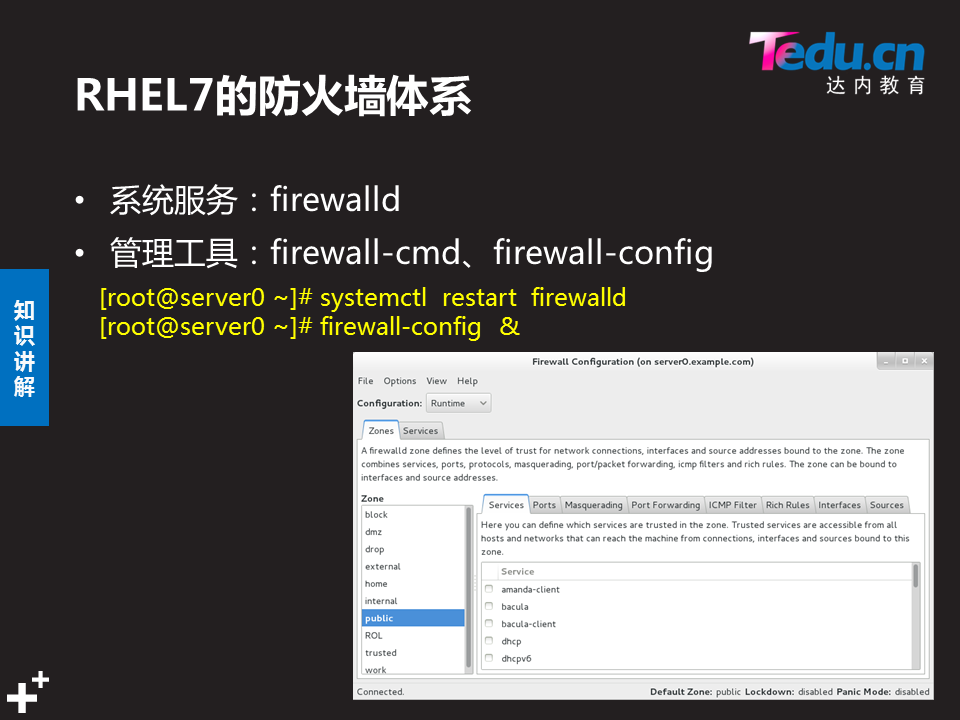 Tedu.cn
达内教育
RHEL7的防火墙体系
• 系统服务：firewalld
• 管理工具：firewall-cmd、firewall-config
[root@server0 ~]# systemctl restart firewalld
[root@server0 ~]# firewall-config &
知识讲解
Firewall Configuration (on server0.example.com)
File Options View Help
Configuration: Runtime
Zones Services
A firewalld zone defines the level of trust for network connections, interfaces and source addresses bound to the zone. The zone
combines services, ports, protocols, masquerading, port/packet forwarding, icmp filters and rich rules. The zone can be bound to
interfaces and source addresses.
Zone
block
dmz
drop
external
home
internal
public
ROL
trusted
work
Services Ports Masquerading Port Forwarding ICMP Filter Rich Rules Interfaces Sources
Here you can define which services are trusted in the zone. Trusted services are accessible from all
hosts and networks that can reach the machine from connections, interfaces and sources bound to this
zone.
Service
amanda-client
bacula
bacula-client
dhcp
dhcpv6
Connected.
Default Zone: public Lockdown: disabled Panic Mode: disabled